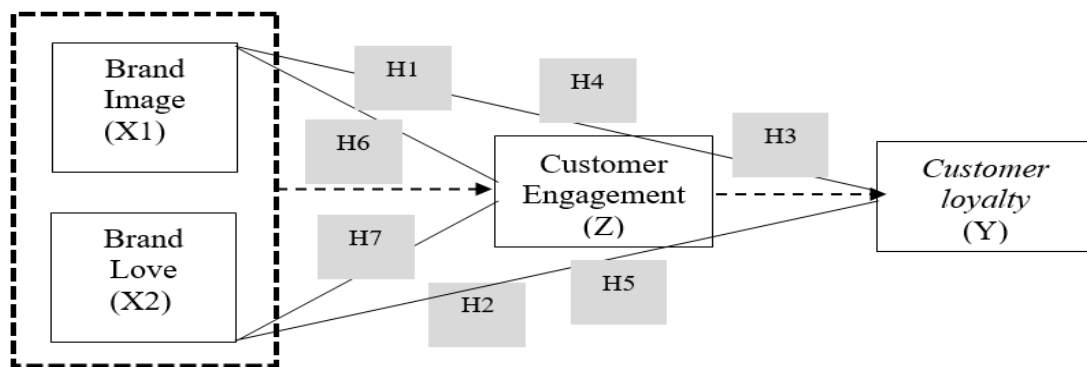 Brand
Image
(X1)
H1
H4
H6
H3
Customer
Engagement
(Z)
Customer
loyalty
(Y)
Brand
Love
(X2)
H7
H2
H5